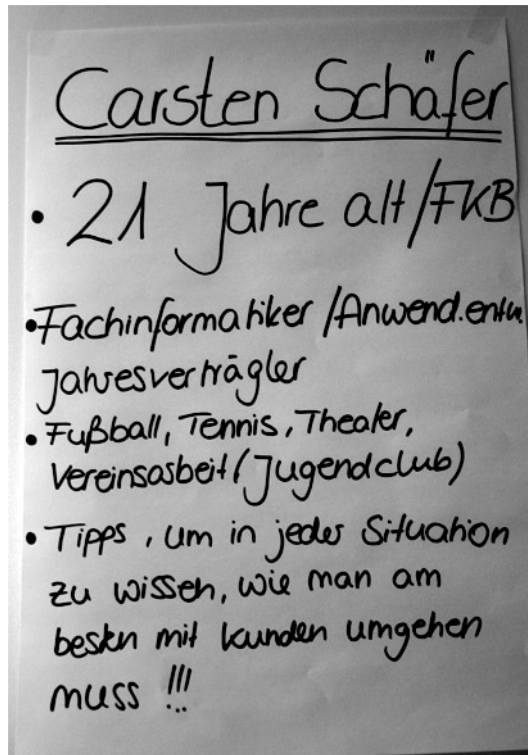 Carsten Schäfer
• 21 Jahre alt/FKB
• Fachinformatiker/Anwend.entw
Jahresverträgler
• Fußball, Tennis, Theater,
Vereinsarbeit (Jugendclub)
• Tipps, um in jeder Situation
zu wissen, wie man am
besten mit Kunden umgehen
muss !!!